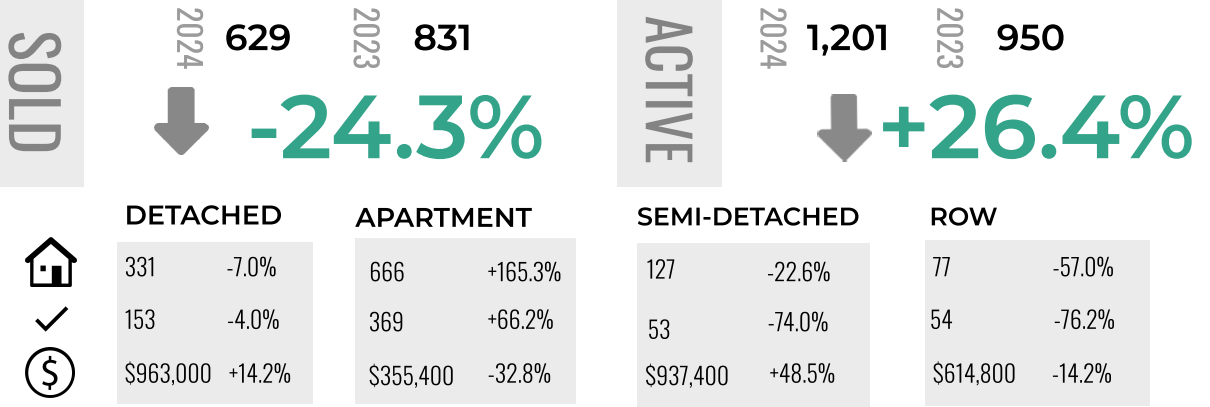 SOLD
2024 629 2023 831
-24.3%
ACTIVE
2024 1,201 2023 950
+26.4%
DETACHED APARTMENT SEMI-DETACHED ROW
331 -7.0% 666 +165.3% 127 -22.6% 77 -57.0%
153 -4.0% 369 +66.2% 53 -74.0% 54 -76.2%
$963,000 +14.2% $355,400 -32.8% $937,400 +48.5% $614,800 -14.2%
$